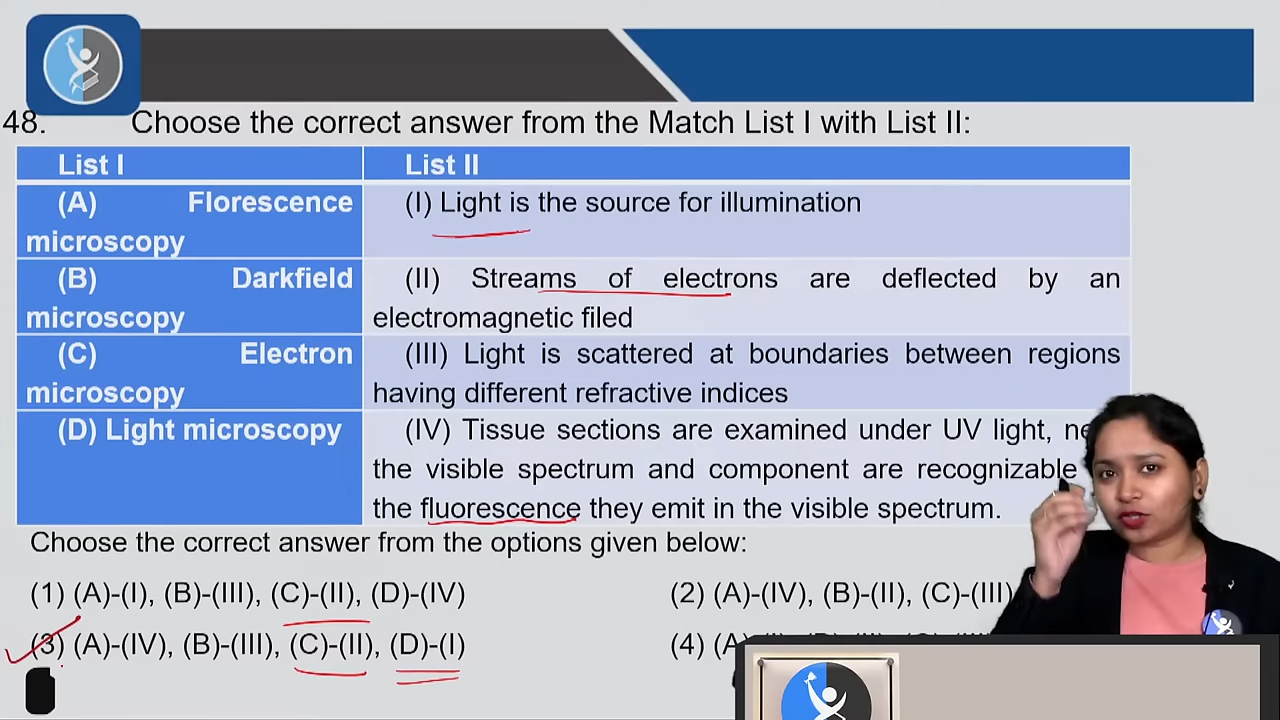 48. Choose the correct answer from the Match List I with List II:
List I
List II
(A) Florescence
microscopy
(I) Light is the source for illumination
(B) Darkfield
microscopy
(II) Streams of electrons are deflected by an
electromagnetic filed
(C) Electron
microscopy
(III) Light is scattered at boundaries between regions
having different refractive indices
(D) Light microscopy
(IV) Tissue sections are examined under UV light,
the visible spectrum and component are recognizable
the fluorescence they emit in the visible spectrum.
Choose the correct answer from the options given below:
(1) (A)-(I), (B)-(III), (C)-(II), (D)-(IV)
(2) (A)-(IV), (B)-(II), (C)-(III)
(3) (A)-(IV), (B)-(III), (C)-(II), (D)-(I)
(4)